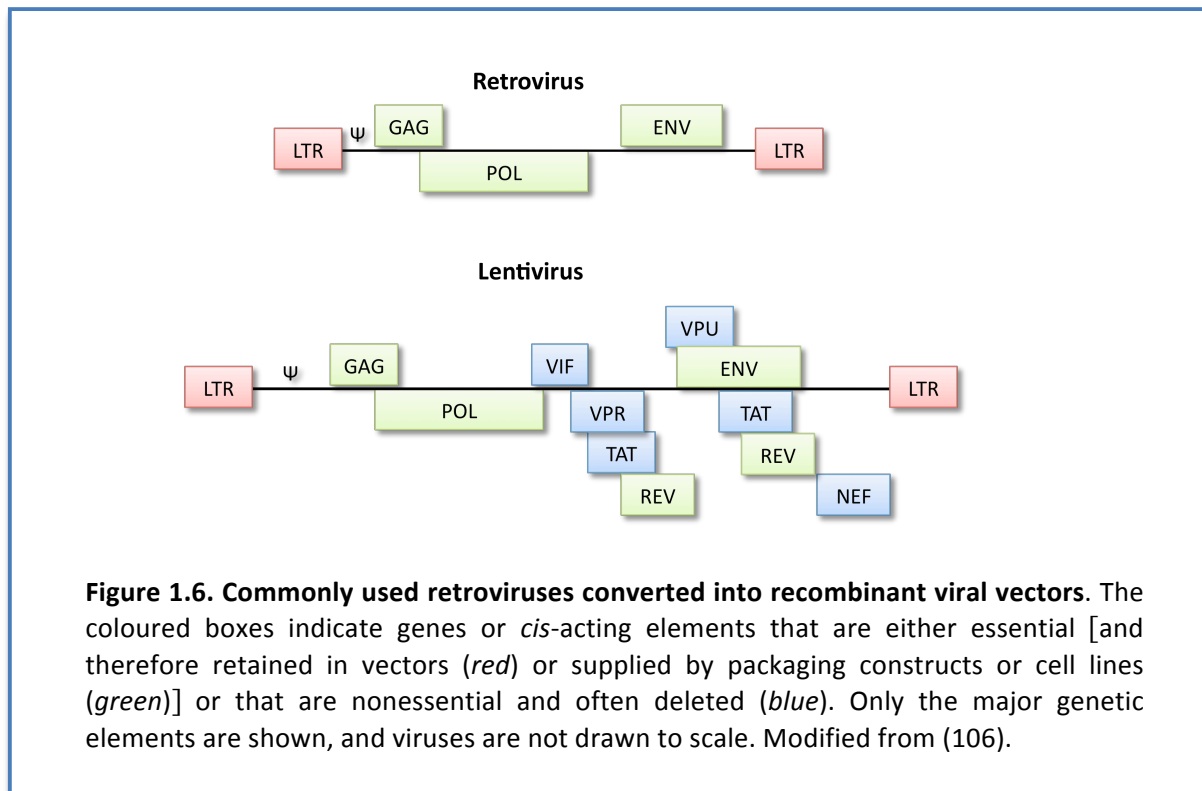 Retrovirus
Ψ GAG ENV
LTR LTR
POL
Lentivirus
VPU
Ψ GAG VIF ENV
LTR LTR
POL VPR TAT
TAT REV
REV NEF
Figure 1.6. Commonly used retroviruses converted into recombinant viral vectors. The
coloured boxes indicate genes or cis-acting elements that are either essential [and
therefore retained in vectors (red) or supplied by packaging constructs or cell lines
(green)] or that are nonessential and often deleted (blue). Only the major genetic
elements are shown, and viruses are not drawn to scale. Modified from (106).